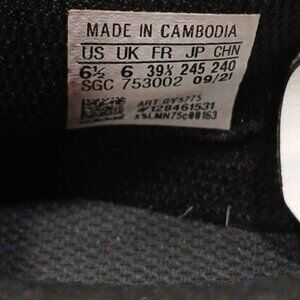 MADE IN CAMBODIA
US UK FR JP CHN
6½ 6 39⅓ 245 240
SGC 753002 09/21
ART GY5775
#128461531